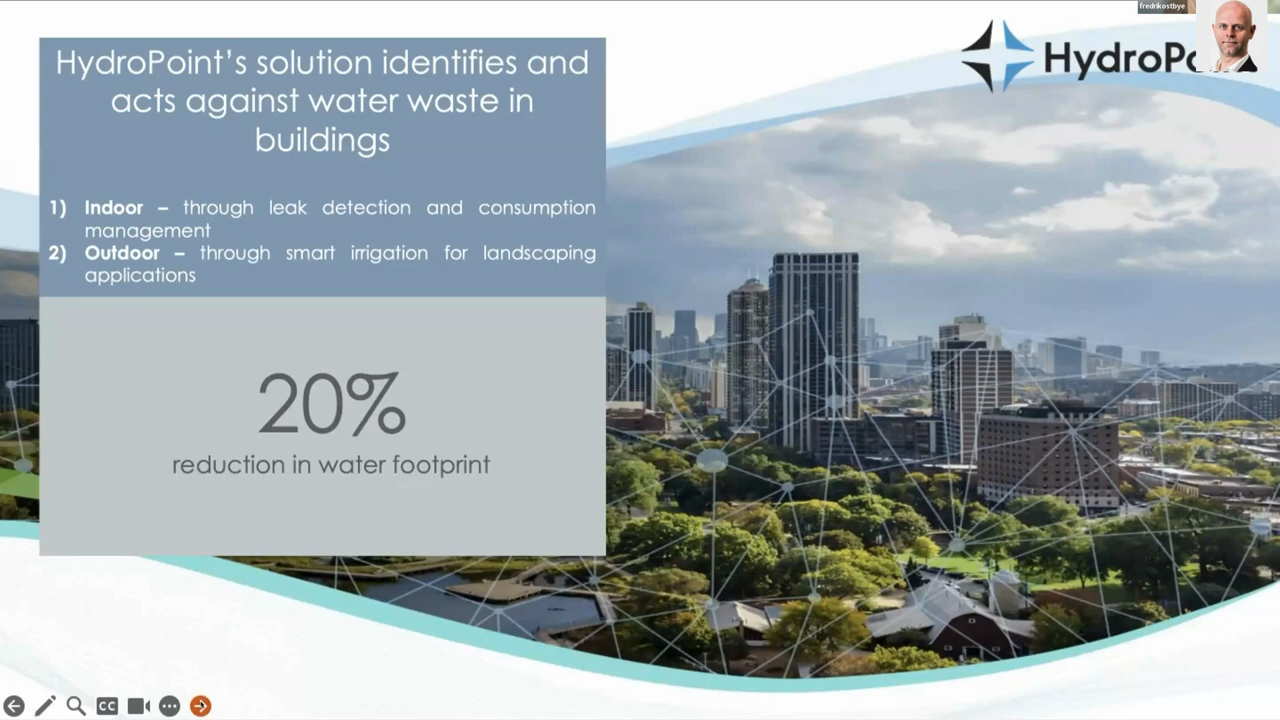 fredrikostbye
HydroPo
HydroPoint's solution identifies and
acts against water waste in
buildings
1) Indoor – through leak detection and consumption
management
2) Outdoor – through smart irrigation for landscaping
applications
20%
reduction in water footprint
CC